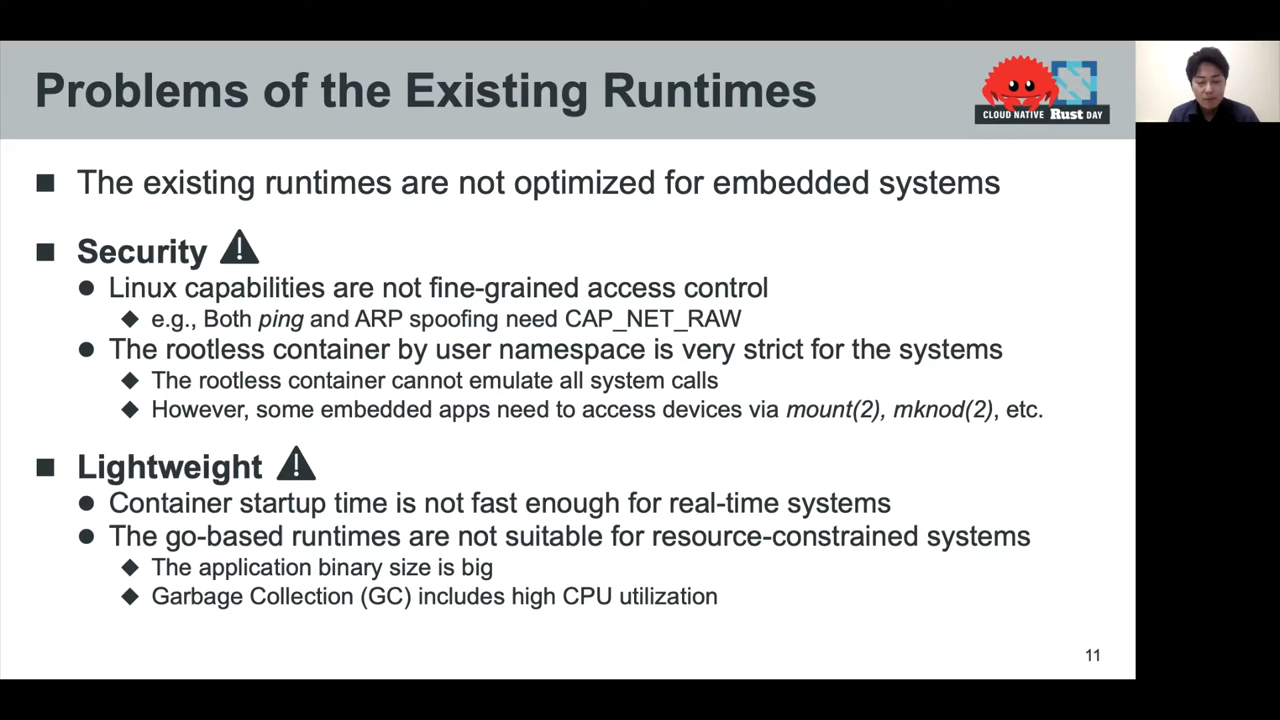 Problems of the Existing Runtimes
CLOUD NATIVE Rust DAY
The existing runtimes are not optimized for embedded systems
Security
Linux capabilities are not fine-grained access control
e.g., Both ping and ARP spoofing need CAP_NET_RAW
The rootless container by user namespace is very strict for the systems
The rootless container cannot emulate all system calls
However, some embedded apps need to access devices via mount(2), mknod(2), etc.
Lightweight
Container startup time is not fast enough for real-time systems
The go-based runtimes are not suitable for resource-constrained systems
The application binary size is big
Garbage Collection (GC) includes high CPU utilization
11